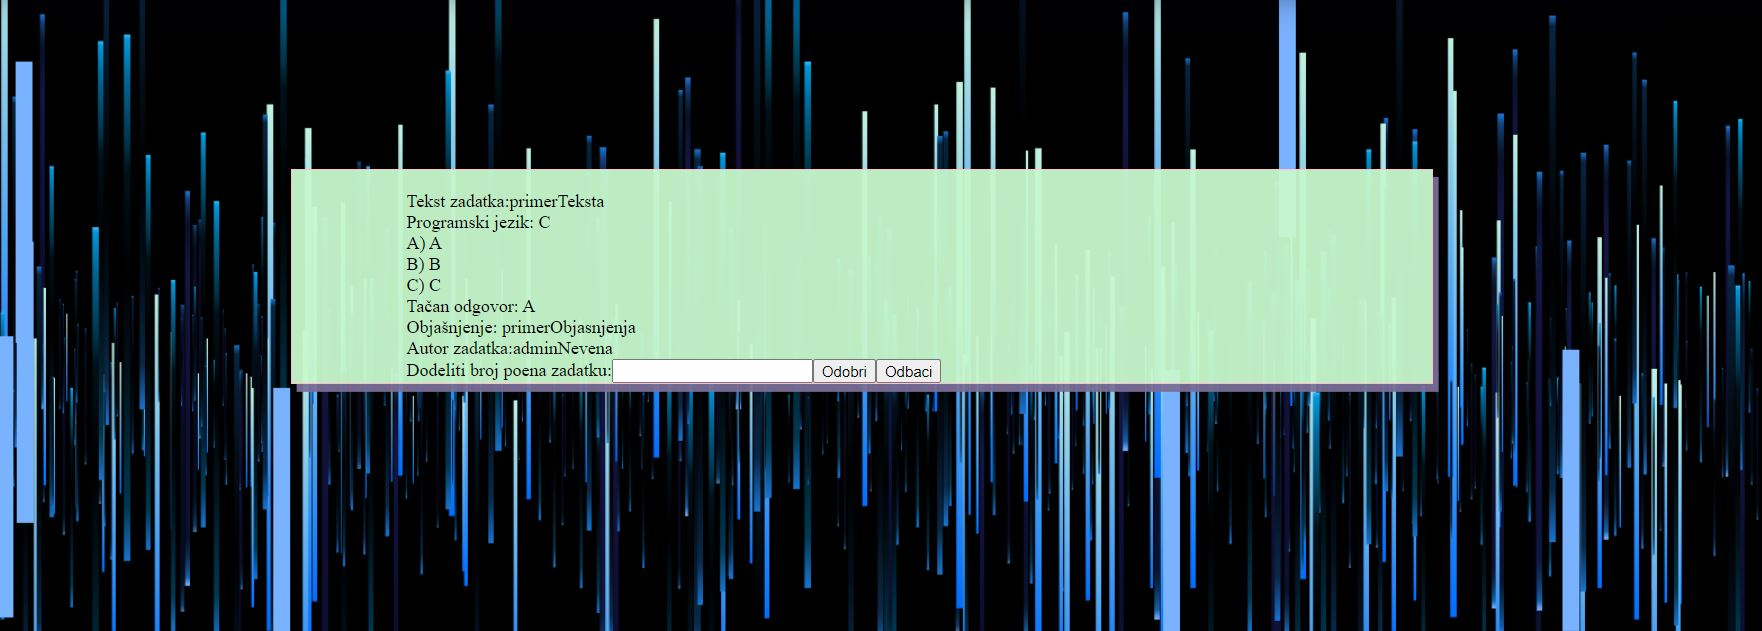 Tekst zadatka:primerTeksta
Programski jezik: C
A) A
B) B
C) C
Tačan odgovor: A
Objašnjenje: primerObjasnjenja
Autor zadatka:adminNevena
Dodeliti broj poena zadatku: Odobri Odbaci